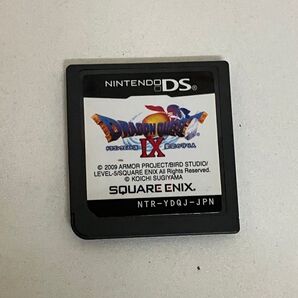 NINTENDO DS
DRAGON QUEST
IX
© 2009 ARMOR PROJECT/BIRD STUDIO/
LEVEL-5/SQUARE ENIX All Rights Reserved.
© KOICHI SUGIYAMA
SQUARE ENIX.
NTR-YDQJ-JPN